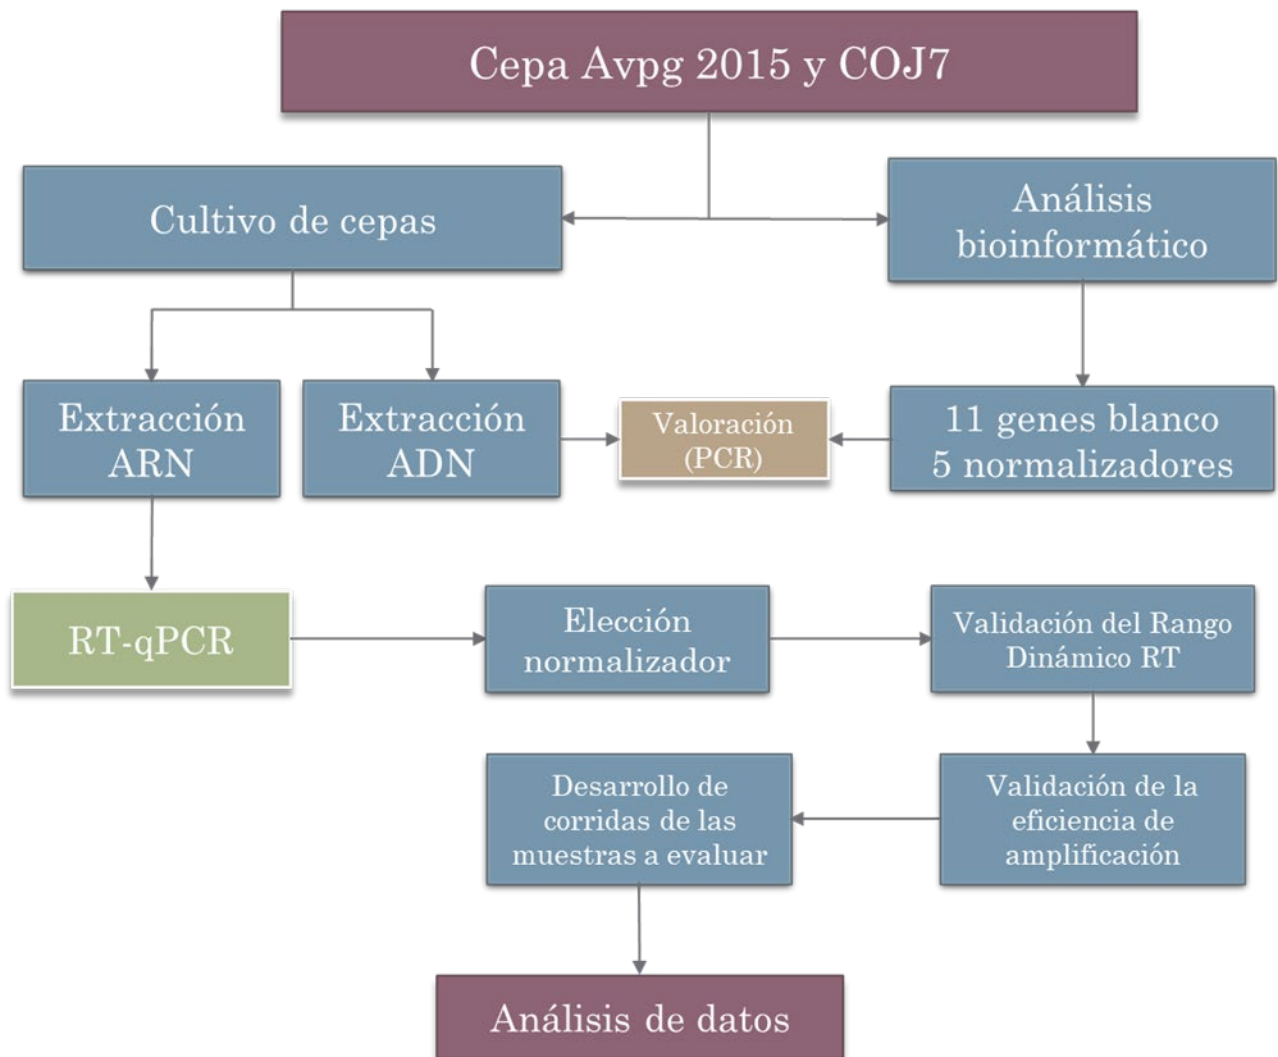 Cepa Avpg 2015 y COJ7
Cultivo de cepas
Análisis
bioinformático
Extracción
ARN
Extracción
ADN
Valoración
(PCR)
11 genes blanco
5 normalizadores
RT-qPCR
Elección
normalizador
Validación del Rango
Dinámico RT
Desarrollo de
corridas de las
muestras a evaluar
Validación de la
eficiencia de
amplificación
Análisis de datos